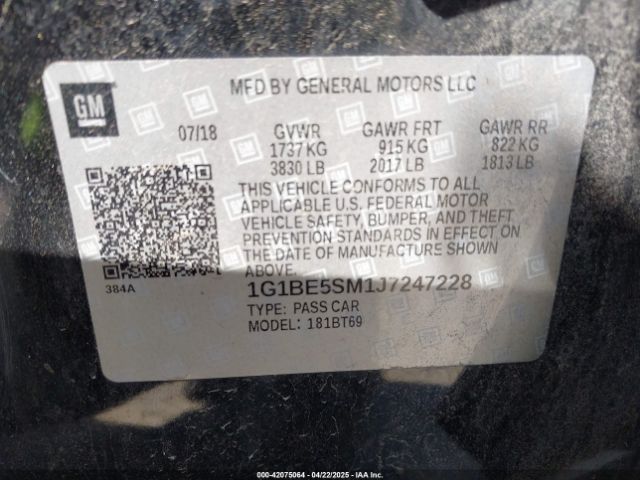 GM
MFD BY GENERAL MOTORS LLC
07/18 GVWR GAWR FRT GAWR RR
1737 KG 915 KG 822 KG
3830 LB 2017 LB 1813 LB
THIS VEHICLE CONFORMS TO ALL
APPLICABLE U.S. FEDERAL MOTOR
VEHICLE SAFETY, BUMPER, AND THEFT
PREVENTION STANDARDS IN EFFECT ON
THE DATE OF MANUFACTURE SHOWN
ABOVE.
384A
1G1BE5SM1J7247228
TYPE: PASS CAR
MODEL: 181BT69
000-42075064 - 04/22/2025 - IAA Inc.